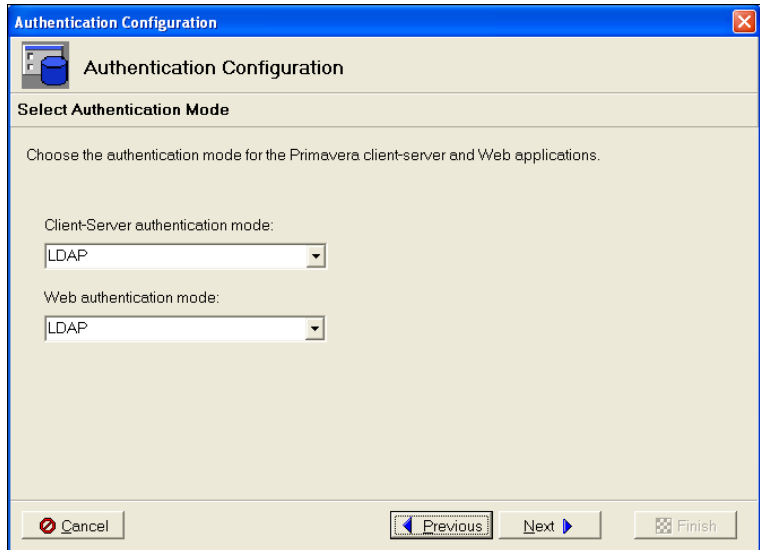 Authentication Configuration
Authentication Configuration
Select Authentication Mode
Choose the authentication mode for the Primavera client-server and Web applications.
Client-Server authentication mode:
LDAP
Web authentication mode:
LDAP
Cancel Previous Next Finish